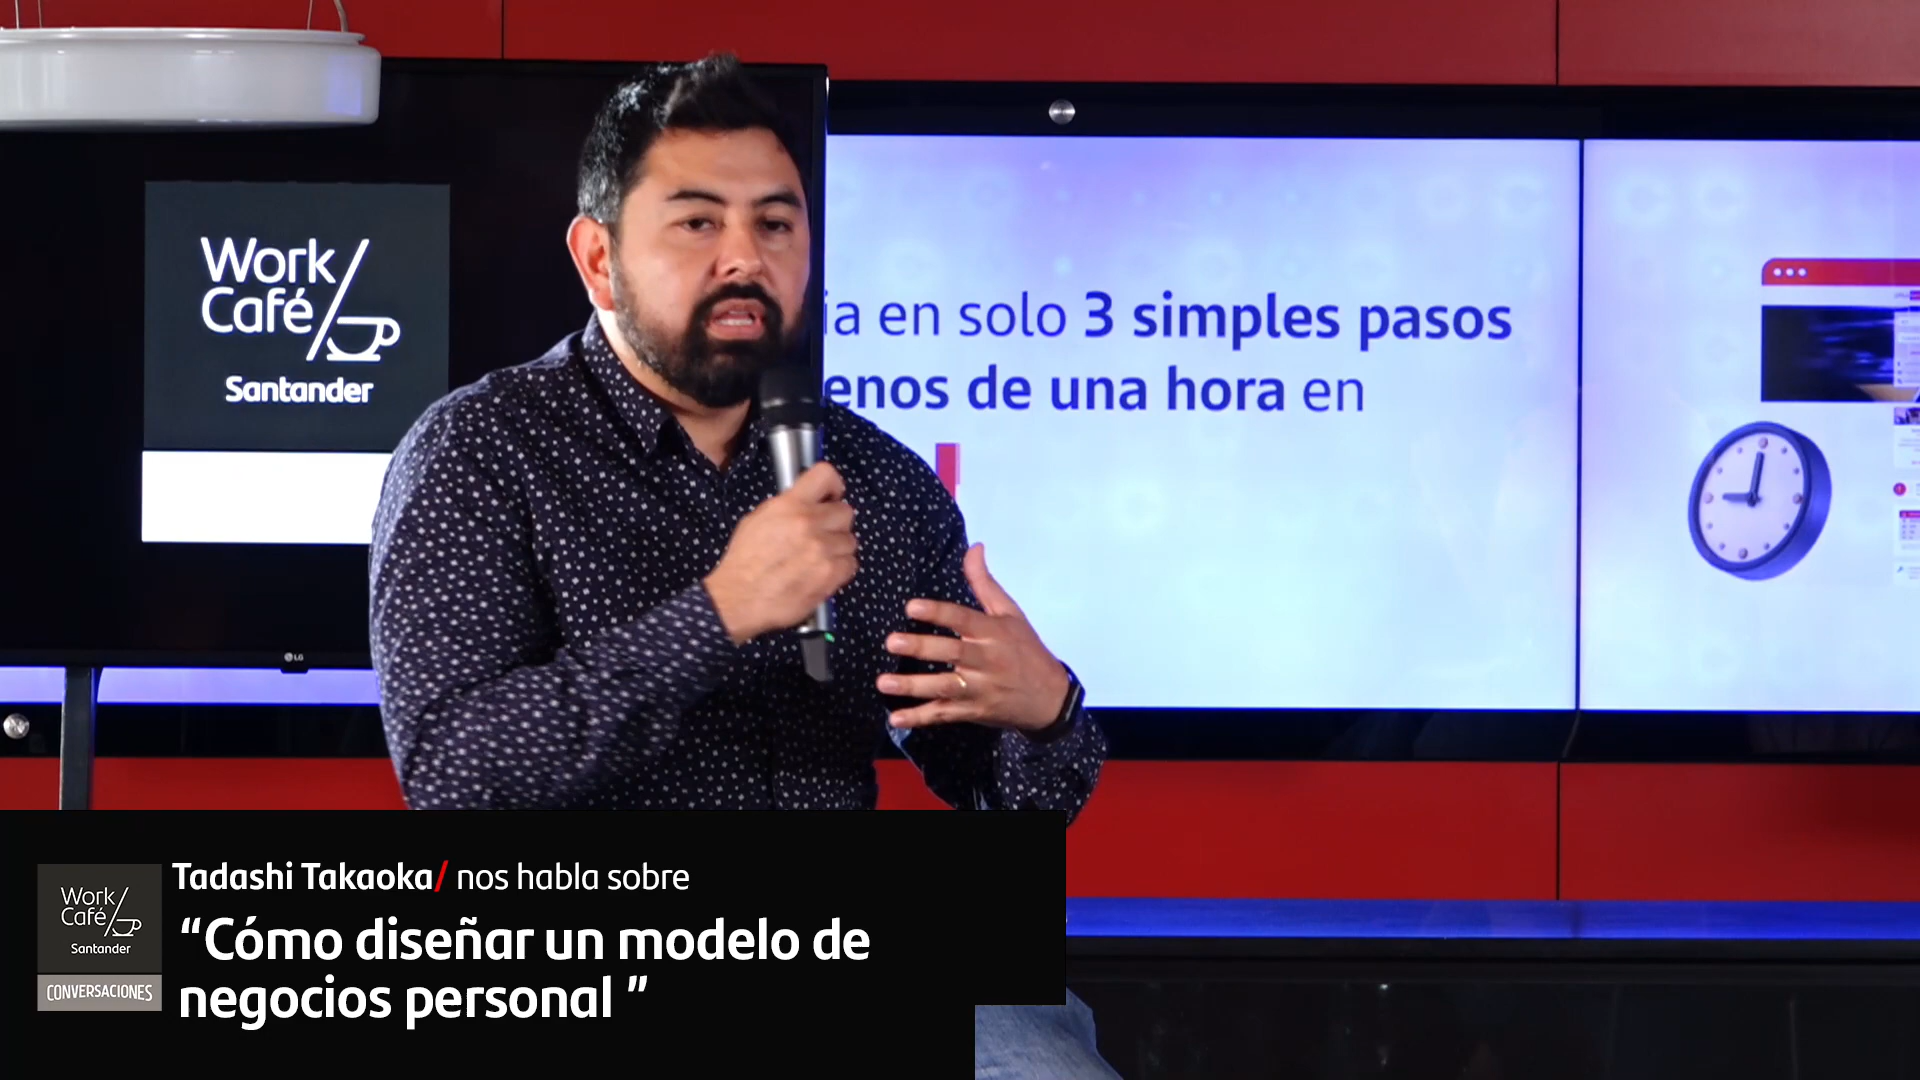 Work
Café
Santander
ia en solo 3 simples pasos
enos de una hora en
LG
Tadashi Takaoka/ nos habla sobre
“Cómo diseñar un modelo de
negocios personal ”
Work
Café
Santander
CONVERSACIONES